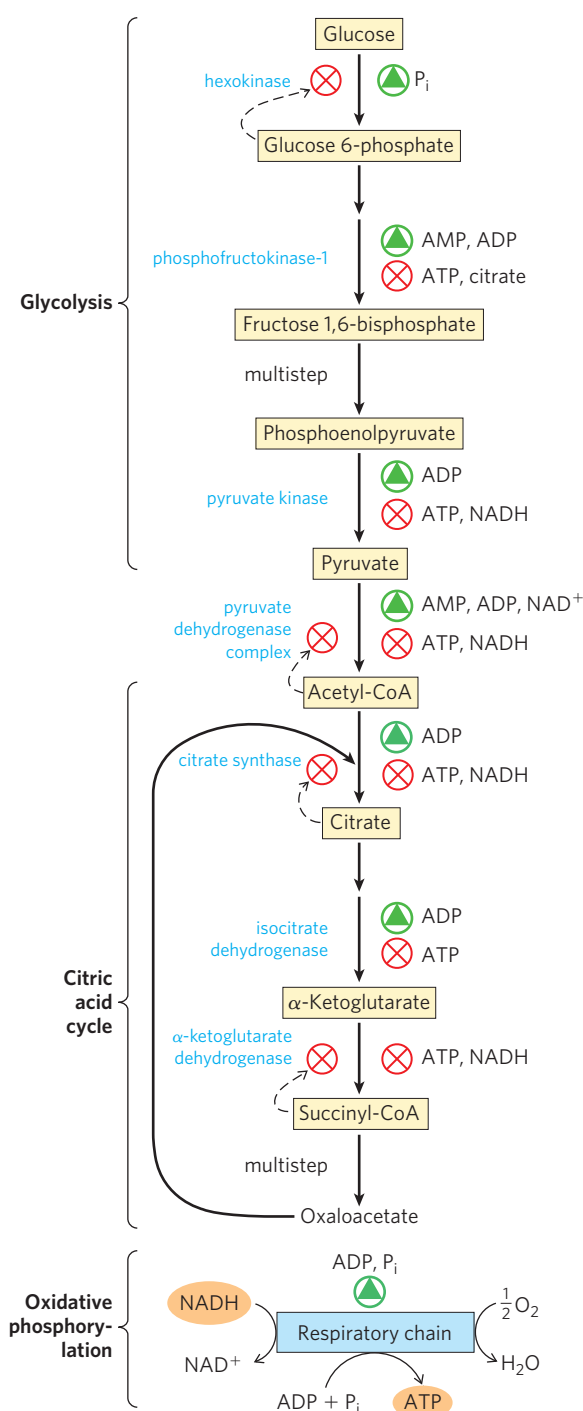 Glucose
hexokinase
Pᵢ
Glucose 6-phosphate
AMP, ADP
phosphofructokinase-1
ATP, citrate
Glycolysis
Fructose 1,6-bisphosphate
multistep
Phosphoenolpyruvate
ADP
pyruvate kinase
ATP, NADH
Pyruvate
pyruvate
dehydrogenase
complex
AMP, ADP, NAD⁺
ATP, NADH
Acetyl-CoA
ADP
citrate synthase
ATP, NADH
Citrate
isocitrate
dehydrogenase
ADP
ATP
Citric
acid
cycle
α-Ketoglutarate
α-ketoglutarate
dehydrogenase
ATP, NADH
Succinyl-CoA
multistep
Oxaloacetate
Oxidative
phosphory-
lation
ADP, Pᵢ
NADH
½O₂
Respiratory chain
NAD⁺
H₂O
ADP + Pᵢ
ATP